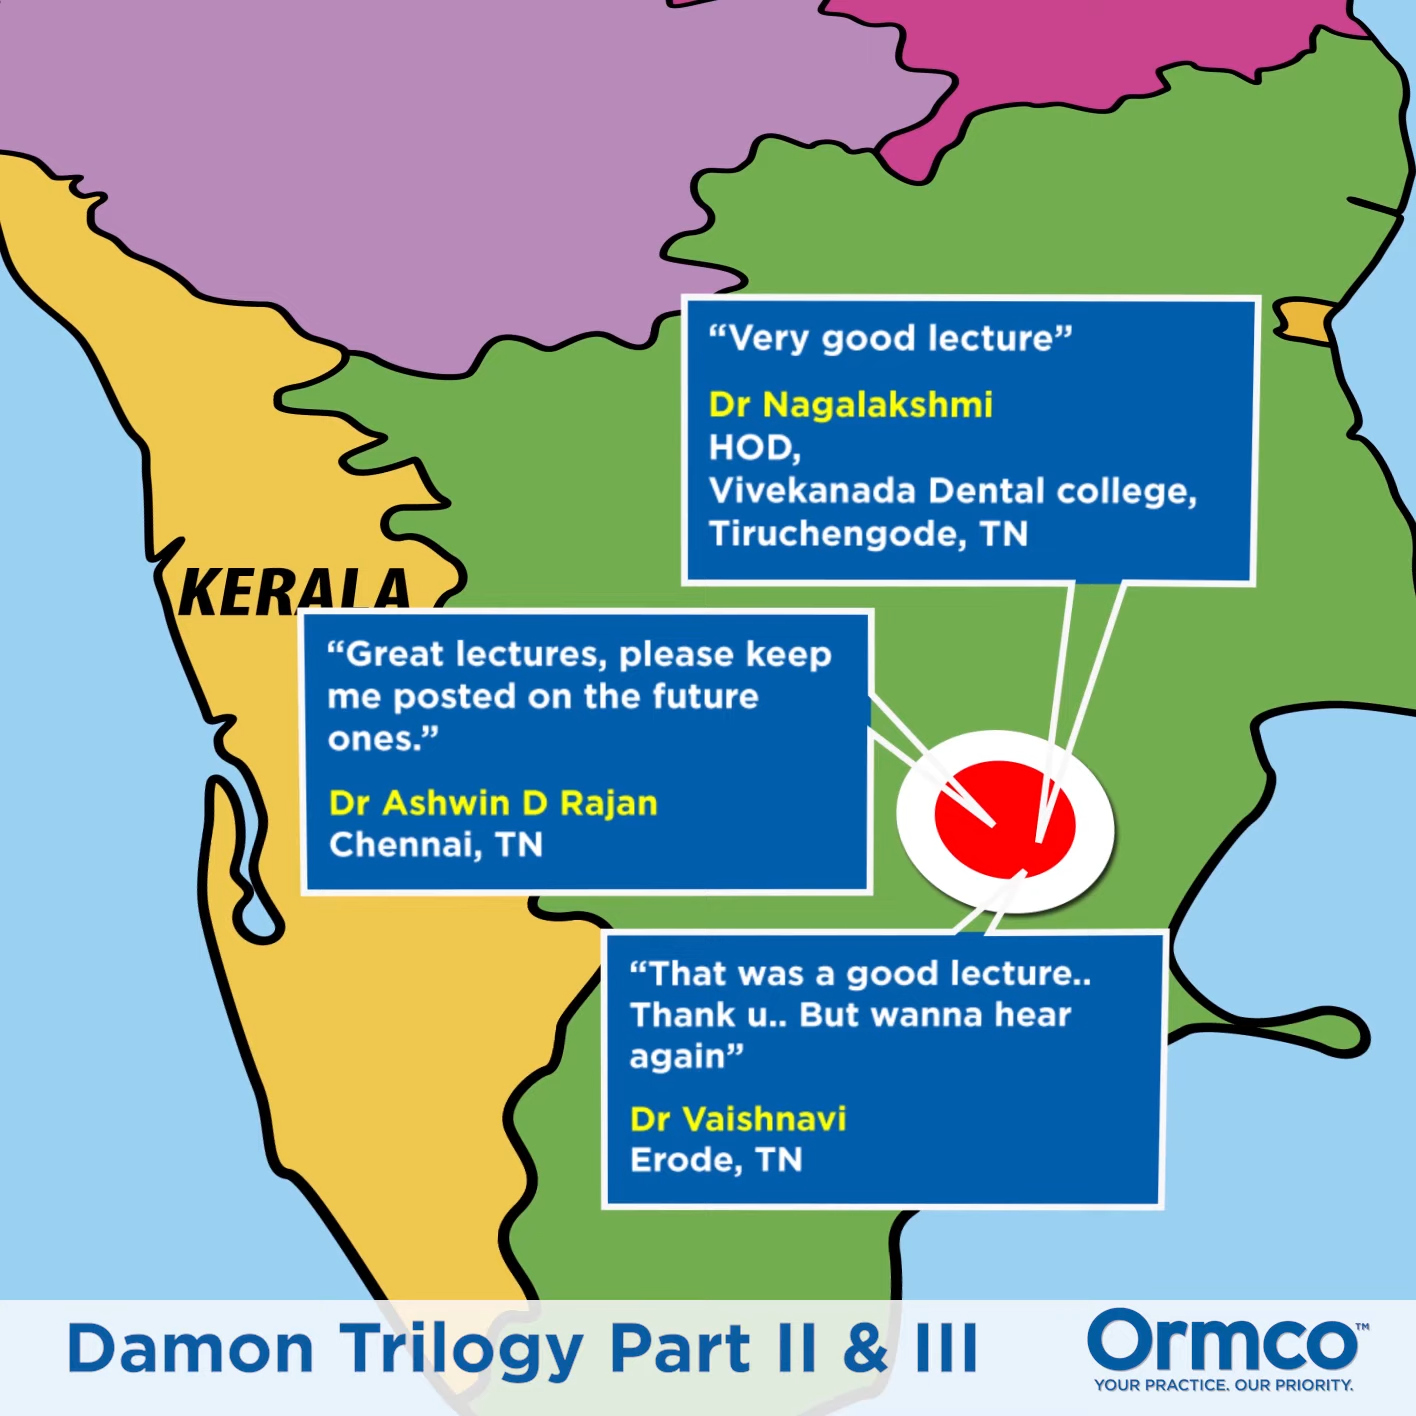 “Very good lecture”
Dr Nagalakshmi
HOD,
Vivekanada Dental college,
Tiruchengode, TN
KERALA
“Great lectures, please keep
me posted on the future
ones.”
Dr Ashwin D Rajan
Chennai, TN
“That was a good lecture..
Thank u.. But wanna hear
again”
Dr Vaishnavi
Erode, TN
Damon Trilogy Part II & III
Ormco™
YOUR PRACTICE. OUR PRIORITY.